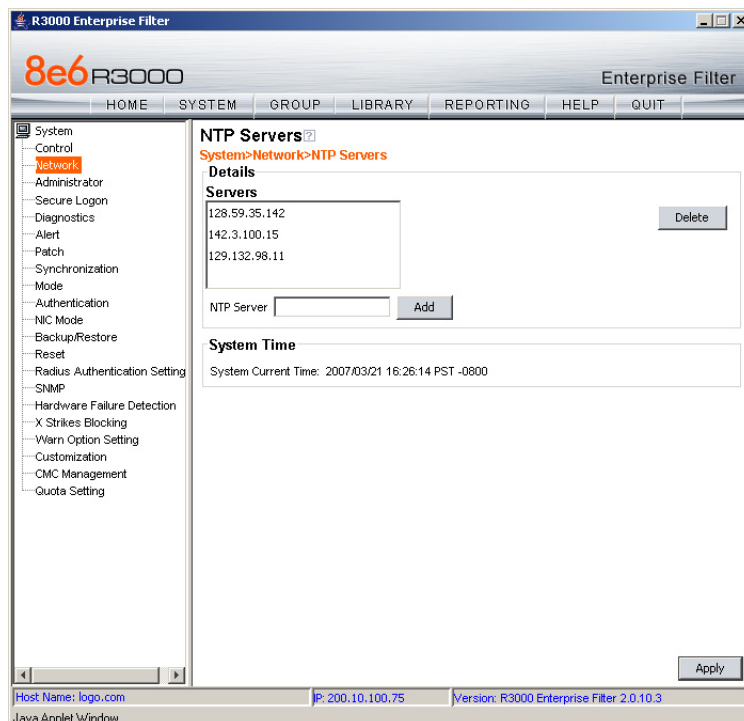 R3000 Enterprise Filter
8e6 R3000
Enterprise Filter
HOME SYSTEM GROUP LIBRARY REPORTING HELP QUIT
System
Control
Network
Administrator
Secure Logon
Diagnostics
Alert
Patch
Synchronization
Mode
Authentication
NIC Mode
Backup/Restore
Reset
Radius Authentication Setting
SNMP
Hardware Failure Detection
X Strikes Blocking
Warn Option Setting
Customization
CMC Management
Quota Setting
NTP Servers ?
System>Network>NTP Servers
Details
Servers
128.59.35.142
142.3.100.15
129.132.98.11
Delete
NTP Server
Add
System Time
System Current Time: 2007/03/21 16:26:14 PST -0800
Apply
Host Name: logo.com IP: 200.10.100.75 Version: R3000 Enterprise Filter 2.0.10.3
Java Applet Window